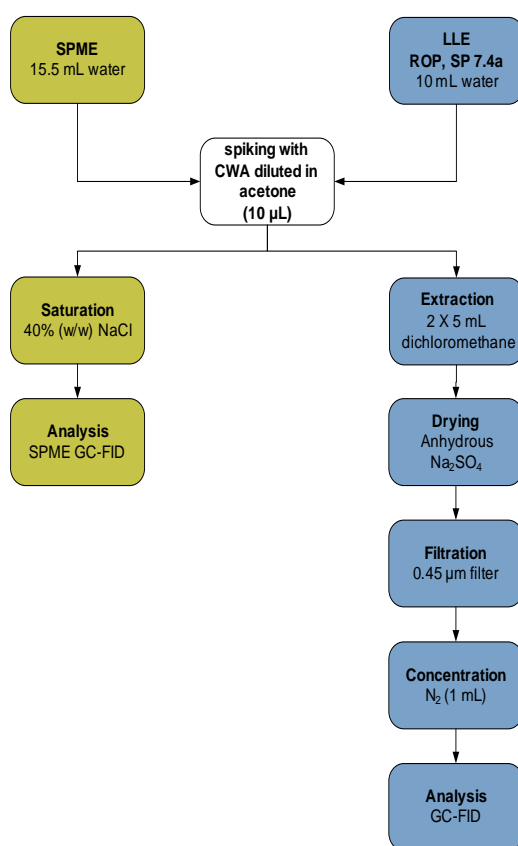 SPME
15.5 mL water
LLE
ROP, SP 7.4a
10 mL water
spiking with
CWA diluted in
acetone
(10 µL)
Saturation
40% (w/w) NaCl
Analysis
SPME GC-FID
Extraction
2 X 5 mL
dichloromethane
Drying
Anhydrous
Na₂SO₄
Filtration
0.45 µm filter
Concentration
N₂ (1 mL)
Analysis
GC-FID